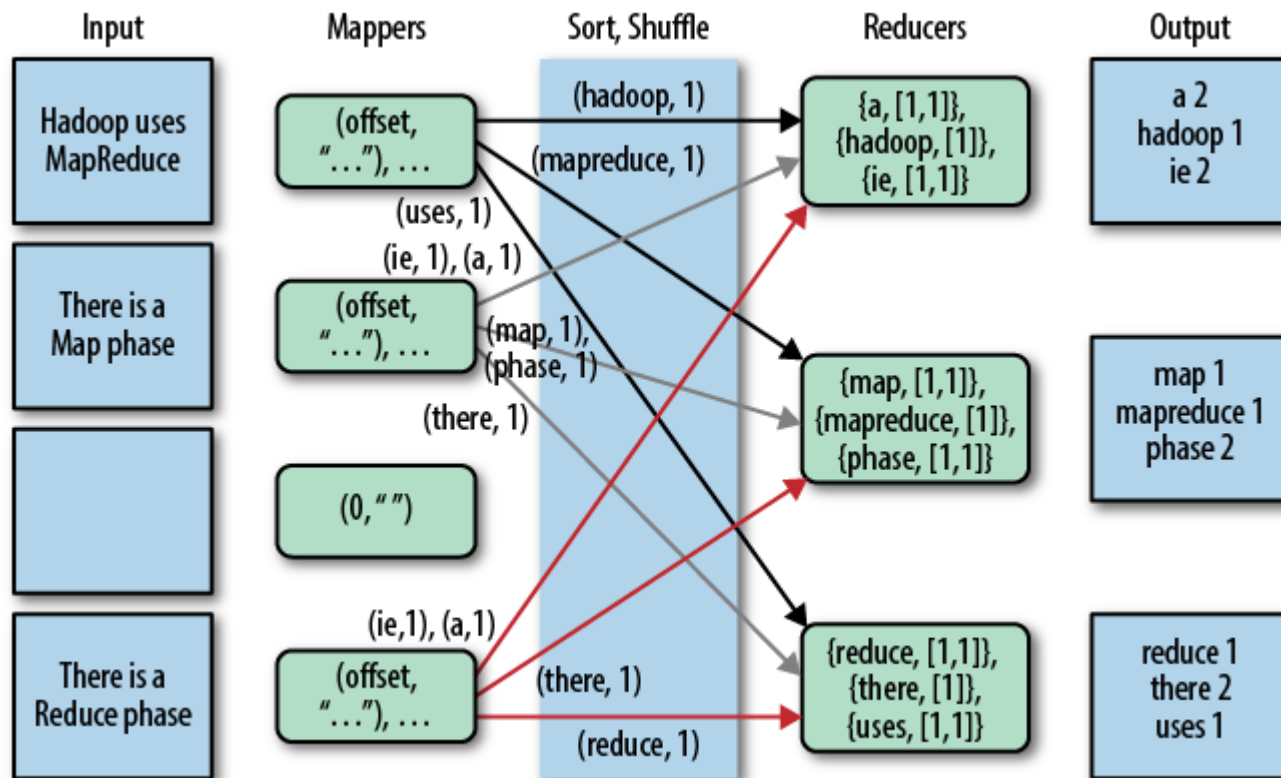 Input
Mappers
Sort, Shuffle
Reducers
Output
Hadoop uses
MapReduce
There is a
Map phase
There is a
Reduce phase
(offset,
“...”), ...
(offset,
“...”), ...
(0, “ ”)
(offset,
“...”), ...
(hadoop, 1)
(mapreduce, 1)
(uses, 1)
(ie, 1), (a, 1)
(map, 1),
(phase, 1)
(there, 1)
(ie,1), (a,1)
(there, 1)
(reduce, 1)
{a, [1,1]},
{hadoop, [1]},
{ie, [1,1]}
{map, [1,1]},
{mapreduce, [1]},
{phase, [1,1]}
{reduce, [1,1]},
{there, [1]},
{uses, [1,1]}
a 2
hadoop 1
ie 2
map 1
mapreduce 1
phase 2
reduce 1
there 2
uses 1